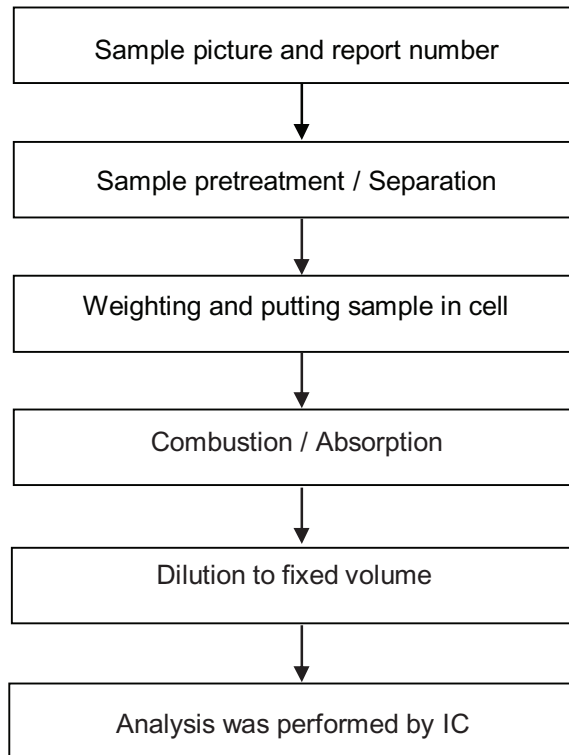 Sample picture and report number
Sample pretreatment / Separation
Weighting and putting sample in cell
Combustion / Absorption
Dilution to fixed volume
Analysis was performed by IC